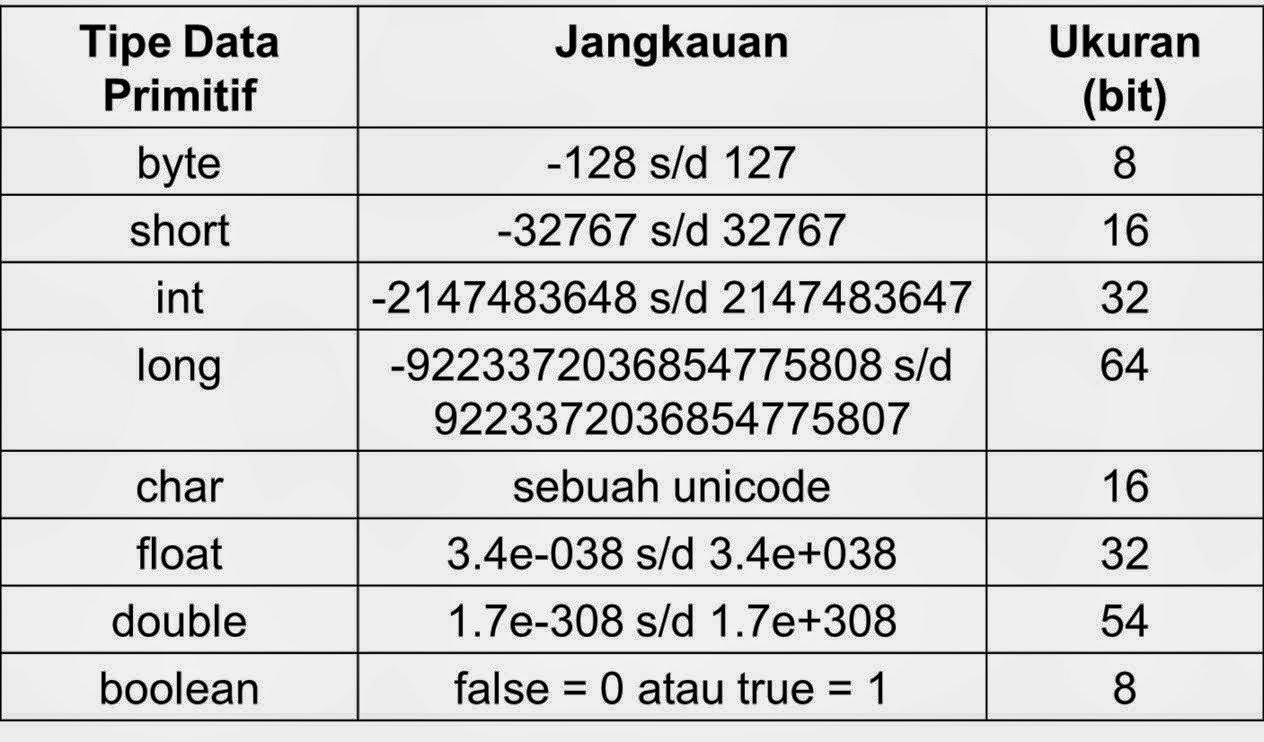 Tipe Data Primitif Jangkauan Ukuran (bit)
byte -128 s/d 127 8
short -32767 s/d 32767 16
int -2147483648 s/d 2147483647 32
long -9223372036854775808 s/d 64
9223372036854775807
char sebuah unicode 16
float 3.4e-038 s/d 3.4e+038 32
double 1.7e-308 s/d 1.7e+308 54
boolean false = 0 atau true = 1 8